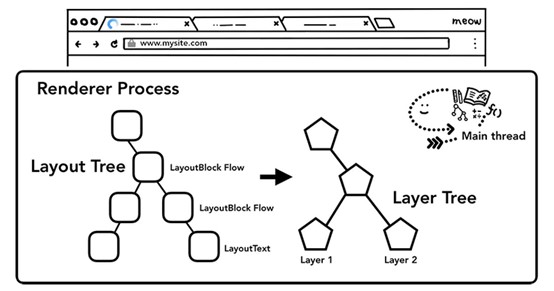 meow
www.mysite.com
Renderer Process
f()
Main thread
Layout Tree
LayoutBlock Flow
LayoutBlock Flow
Layer Tree
LayoutText
Layer 1
Layer 2